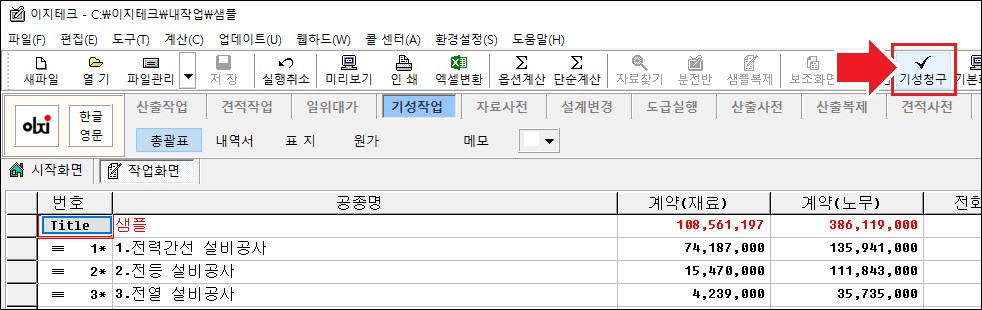 이지테크 - C:\이지테크\내작업\샘플
파일(F) 편집(E) 도구(T) 계산(C) 업데이트(U) 웹하드(W) 콜 센터(A) 환경설정(S) 도움말(H)
새파일 열 기 파일관리 저 장 실행취소 미리보기 인 쇄 엑셀변환 옵션계산 단순계산 자료찾기 분전반 샘플복제 보조화면 기성청구 기본
산출작업 견적작업 일위대가 기성작업 자료사전 설계변경 도급실행 산출사전 산출복제 견적사전
한글
영문
총괄표 내역서 표 지 원가 메모
시작화면 작업화면
번호 공종명 계약(재료) 계약(노무) 전
Title 샘플 108,561,197 386,119,000
1* 1.전력간선 설비공사 74,187,000 135,941,000
2* 2.전등 설비공사 15,470,000 111,843,000
3* 3.전열 설비공사 4,239,000 35,735,000